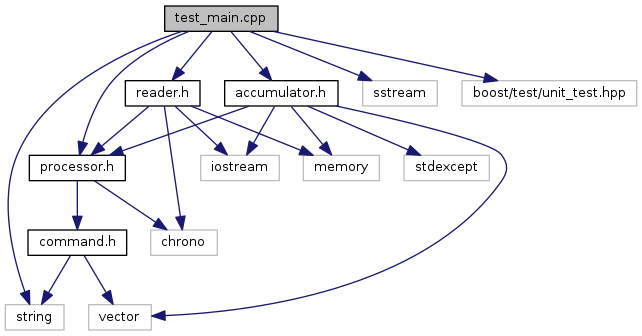 test_main.cpp
reader.h
accumulator.h
sstream
boost/test/unit_test.hpp
processor.h
iostream
memory
stdexcept
command.h
chrono
string
vector